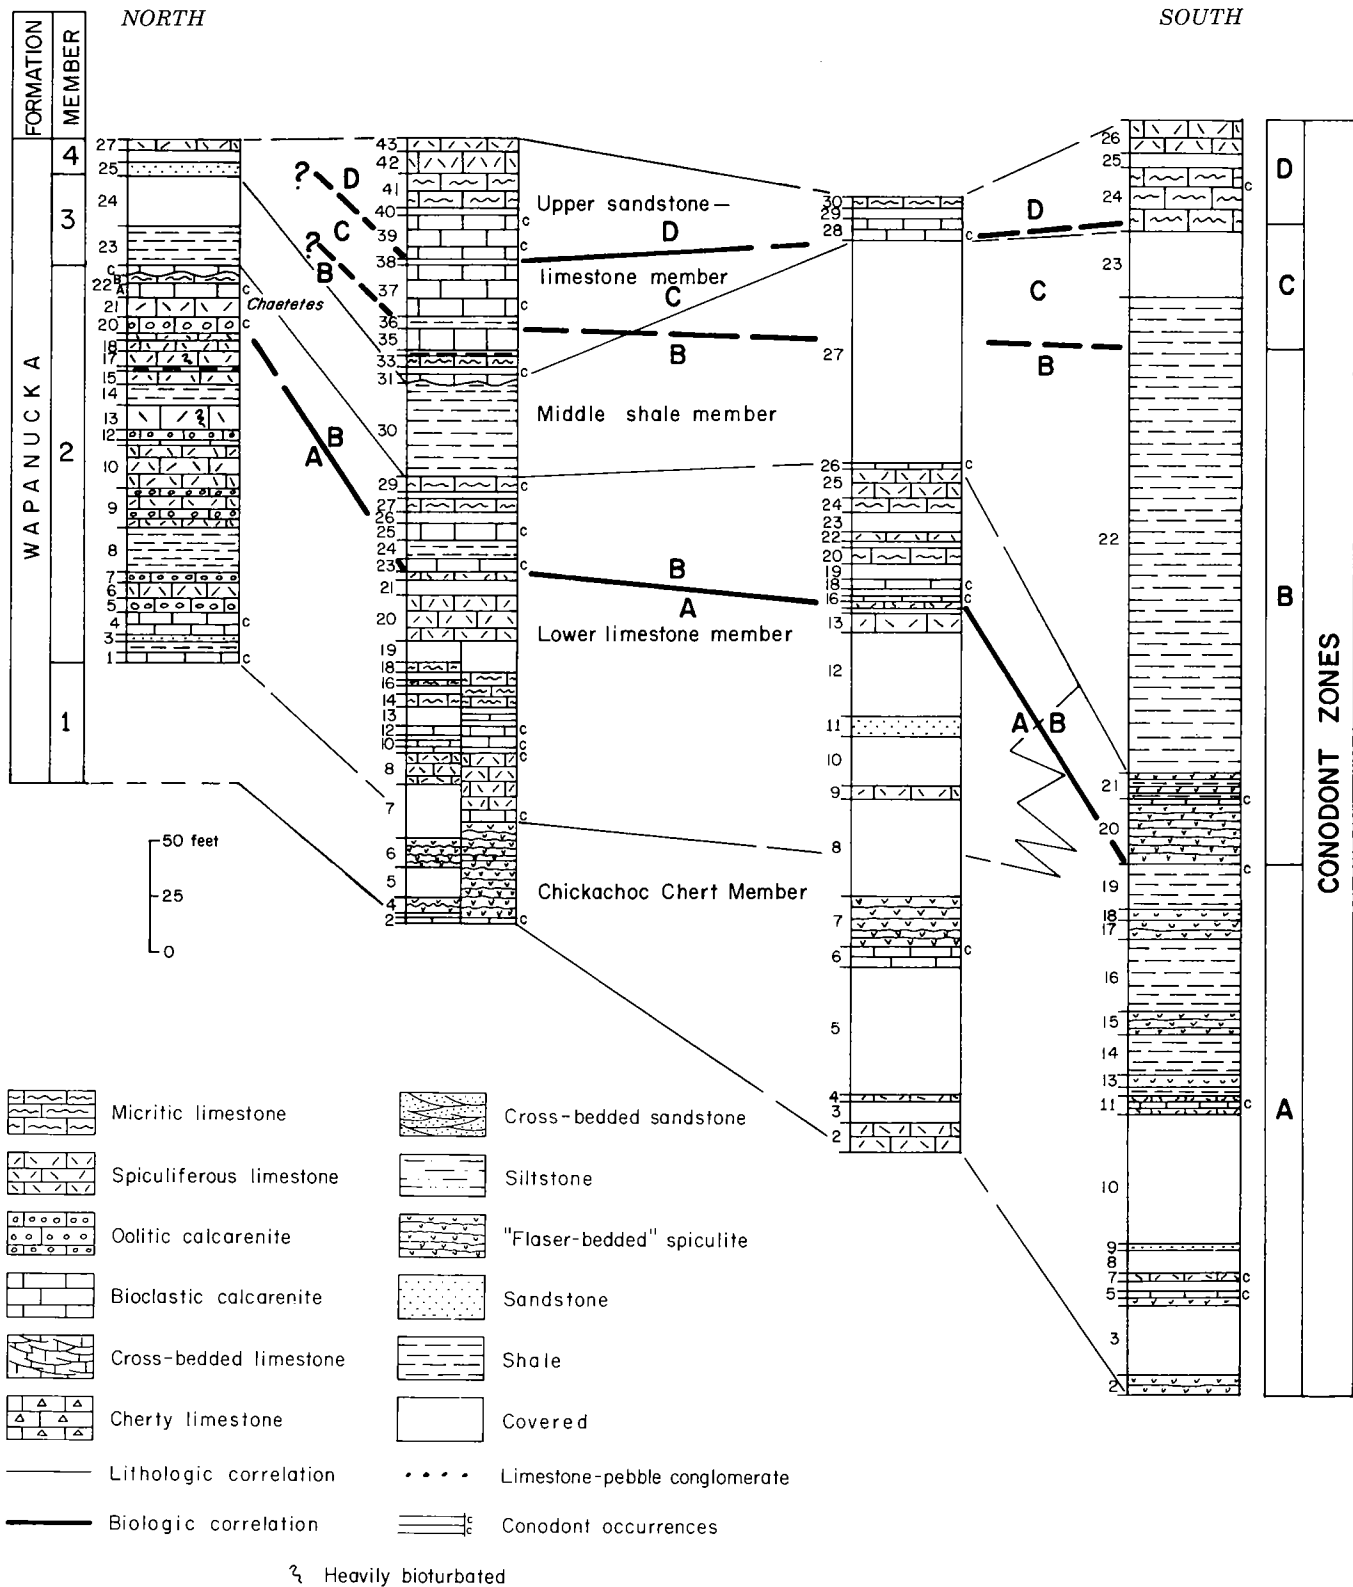 NORTH
SOUTH
FORMATION
MEMBER
WAPANUCKA
4
3
2
1
27
25
24
23
C
B
22
A
21
20
18
17
15
14
13
12
10
9
8
7
6
5
4
3
1
c
c
c
c
Chaetetes
B
A
? D
C
?
B
43
42
41
40
39
38
37
36
35
33
31
30
29
27
26
25
24
23
21
20
19
18
16
14
13
12
10
8
7
6
5
4
2
c
c
c
c
c
c
c
c
c
c
c
c
Upper sandstone—
D
limestone member
C
B
Middle shale member
B
A
Lower limestone member
Chickachoc Chert Member
30
29
28
27
26
25
24
23
22
20
19
18
16
13
12
11
10
9
8
7
6
5
4
3
2
c
c
c
c
c
D
C
B
A B
26
25
24
23
22
21
20
19
18
17
16
15
14
13
11
10
9
8
7
5
3
2
c
c
c
c
c
c
D
C
B
A
CONODONT ZONES
50 feet
25
0
Micritic limestone
Spiculiferous limestone
Oolitic calcarenite
Bioclastic calcarenite
Cross-bedded limestone
Cherty limestone
Lithologic correlation
Biologic correlation
Heavily bioturbated
Cross-bedded sandstone
Siltstone
"Flaser-bedded" spiculite
Sandstone
Shale
Covered
Limestone-pebble conglomerate
c
c
Conodont occurrences